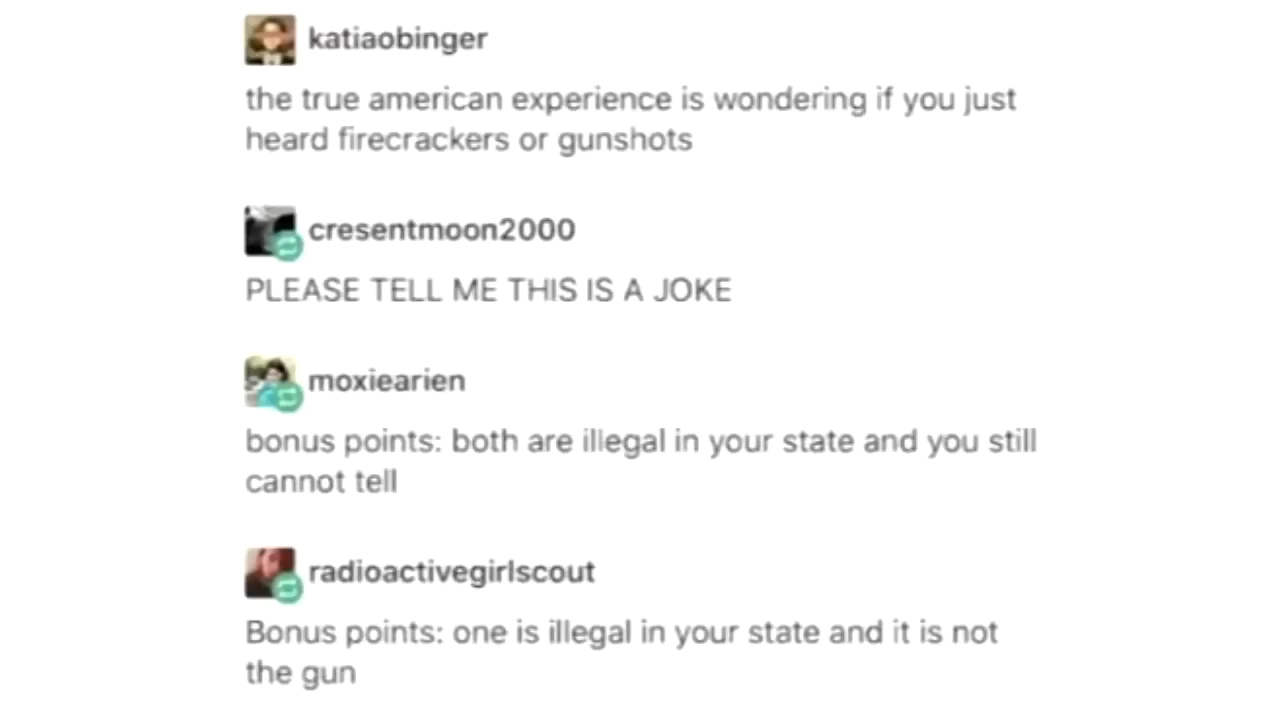 katiaobinger
the true american experience is wondering if you just
heard firecrackers or gunshots
cresentmoon2000
PLEASE TELL ME THIS IS A JOKE
moxiearien
bonus points: both are illegal in your state and you still
cannot tell
radioactivegirlscout
Bonus points: one is illegal in your state and it is not
the gun